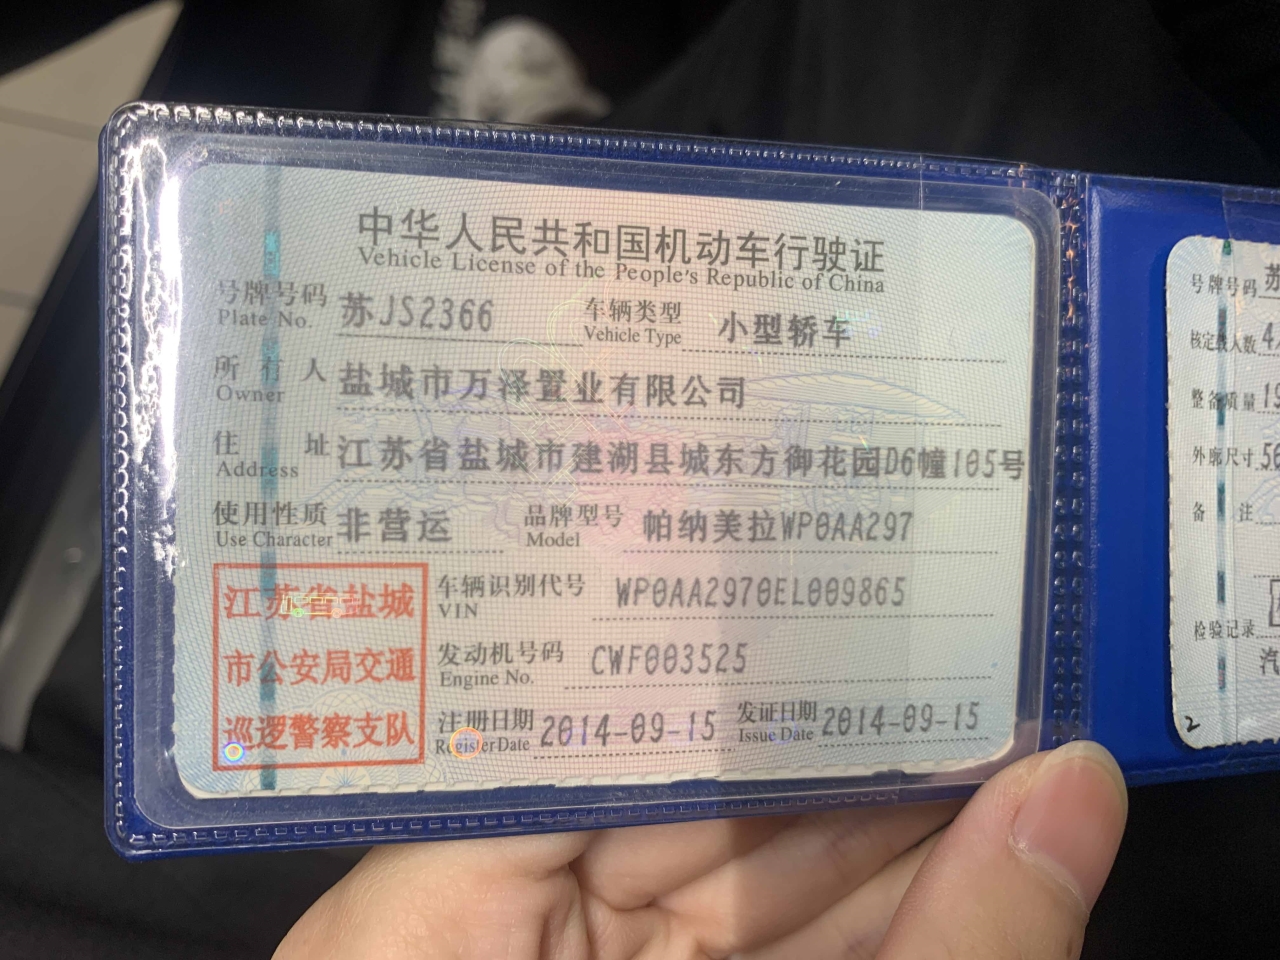 中华人民共和国机动车行驶证
Vehicle License of the People's Republic of China
号牌号码 苏JS2366 车辆类型 小型轿车
Plate No. Vehicle Type
所有人 盐城市万泽置业有限公司
Owner
住址 江苏省盐城市建湖县城东方御花园D6幢105号
Address
使用性质 非营运 品牌型号 帕纳美拉WP0AA297
Use Character Model
江苏省盐城
市公安局交通
巡逻警察支队
车辆识别代号 WP0AA2970EL009865
VIN
发动机号码 CWF003525
Engine No.
注册日期 2014-09-15 发证日期 2014-09-15
Register Date Issue Date
号牌号码 苏
核定载人数 4
整备质量 19
外廓尺寸 56
备注
检验记录
汽
2